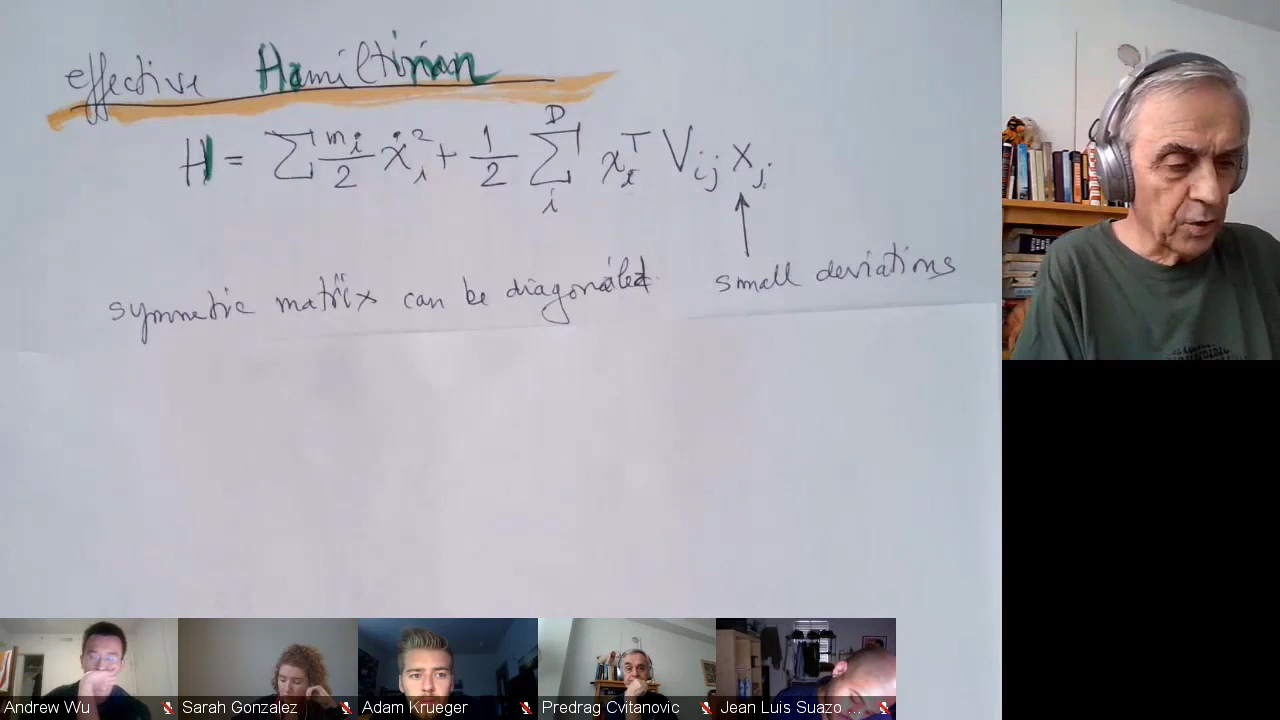 effective Hamiltonian
H = ∑ mᵢ/2 ẋᵢ² + 1/2 ∑ᵢᴰ xᵢᵀ Vᵢⱼ xⱼ
small deviations
symmetric matrix can be
Andrew Wu
Sarah Gonzalez
Adam Krueger
Predrag Cvitanovic
Jean Luis Suazo ...